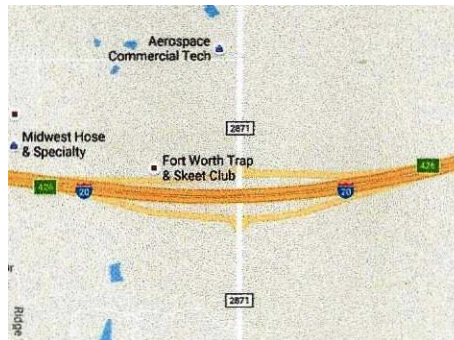 Aerospace
Commercial Tech
2871
Midwest Hose
& Specialty
Fort Worth Trap
& Skeet Club
426
20
20
426
2871
Ridge